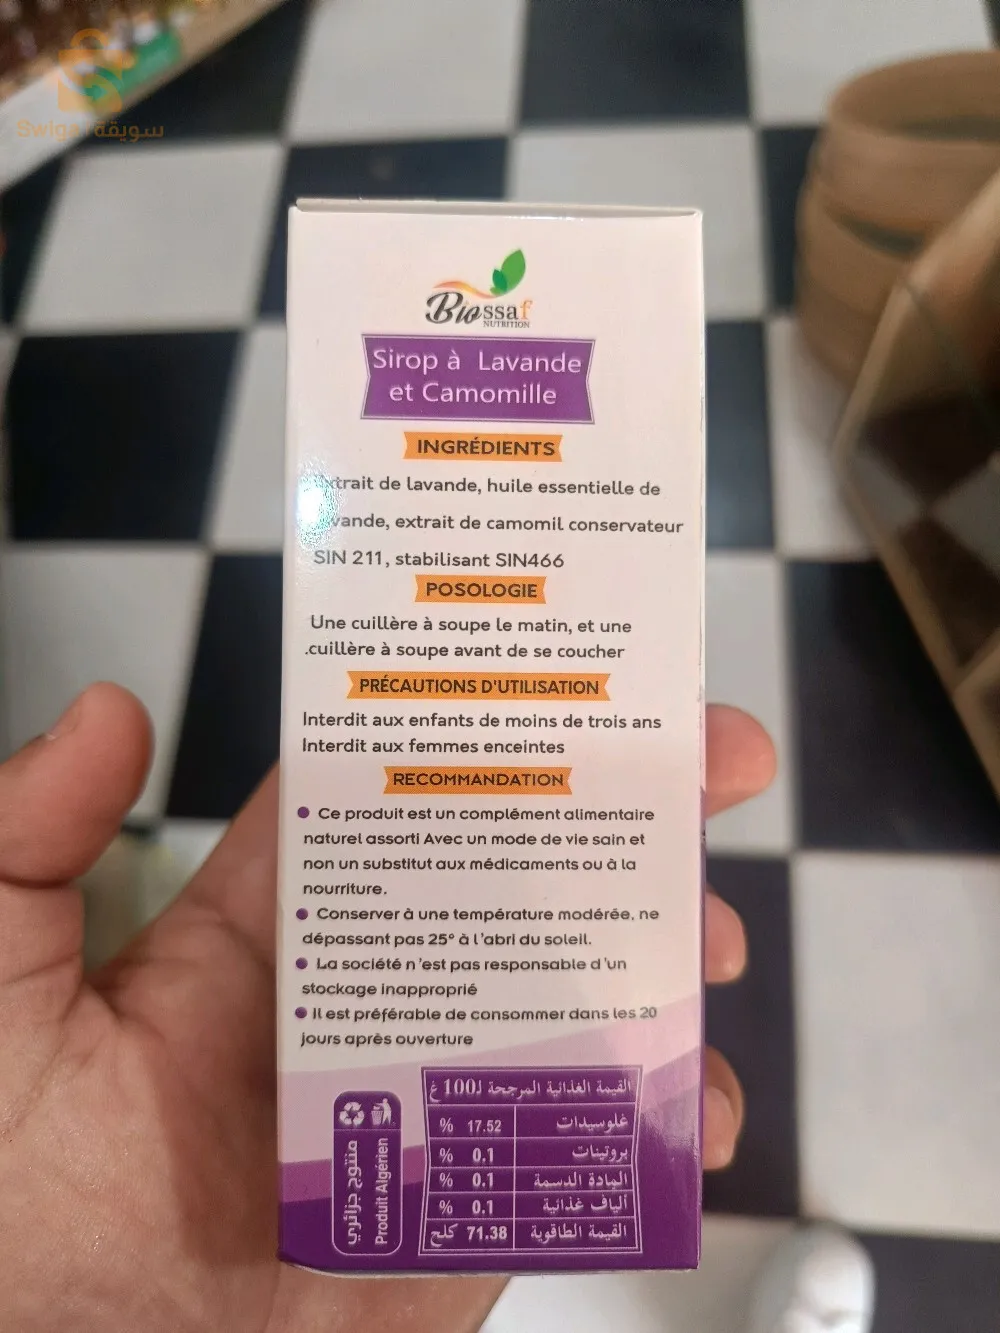 Swiqa سويقة
Biossaf
NUTRITION
Sirop à Lavande
et Camomille
INGRÉDIENTS
trait de lavande, huile essentielle de
vande, extrait de camomil conservateur
SIN 211, stabilisant SIN466
POSOLOGIE
Une cuillère à soupe le matin, et une
.cuillère à soupe avant de se coucher
PRÉCAUTIONS D'UTILISATION
Interdit aux enfants de moins de trois ans
Interdit aux femmes enceintes
RECOMMANDATION
● Ce produit est un complément alimentaire
naturel assorti Avec un mode de vie sain et
non un substitut aux médicaments ou à la
nourriture.
● Conserver à une température modérée, ne
dépassant pas 25° à l'abri du soleil.
● La société n'est pas responsable d'un
stockage inapproprié
● Il est préférable de consommer dans les 20
jours après ouverture
القيمة الغذائية المرجحة لـ100 غ
غلوسيدات 17.52 %
بروتينات 0.1 %
المادة الدسمة 0.1 %
ألياف غذائية 0.1 %
القيمة الطاقوية 71.38 كلح
منتوج جزائري
Produit Algérien